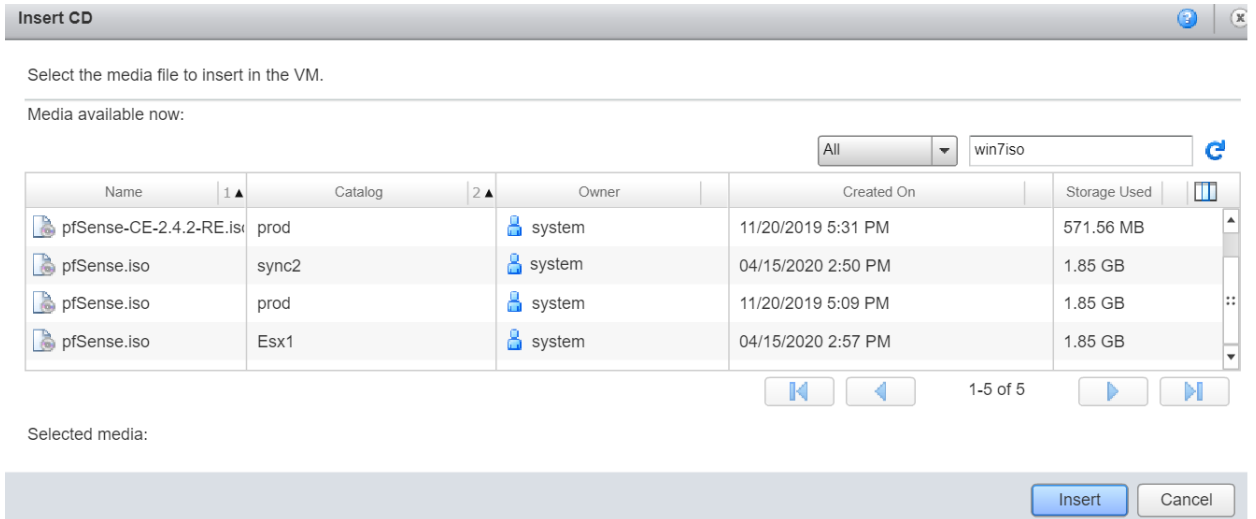 Insert CD
Select the media file to insert in the VM.
Media available now:
All win7iso
Name 1 Catalog 2 Owner Created On Storage Used
pfSense-CE-2.4.2-RE.iso prod system 11/20/2019 5:31 PM 571.56 MB
pfSense.iso sync2 system 04/15/2020 2:50 PM 1.85 GB
pfSense.iso prod system 11/20/2019 5:09 PM 1.85 GB
pfSense.iso Esx1 system 04/15/2020 2:57 PM 1.85 GB
1-5 of 5
Selected media:
Insert Cancel